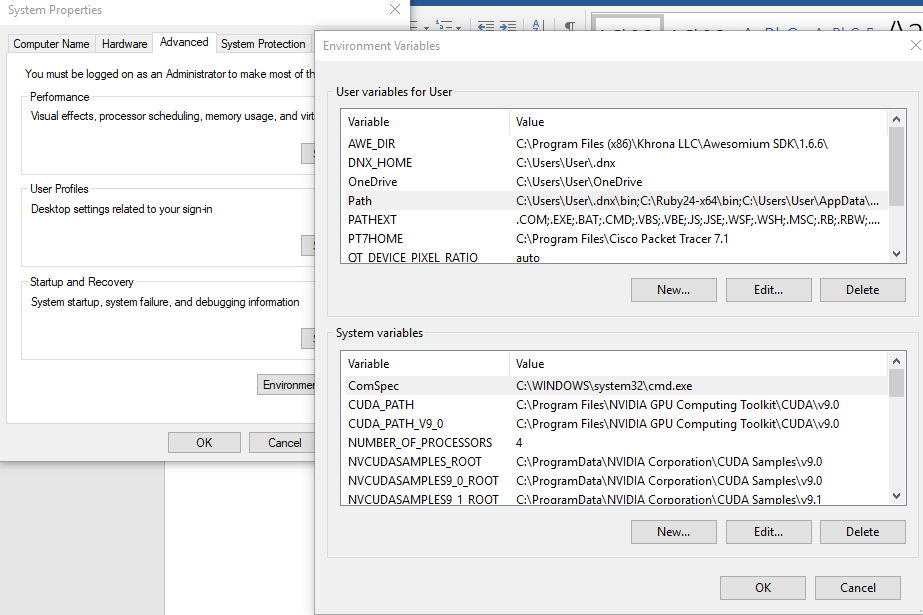 System Properties
Computer Name
Hardware
Advanced
System Protection
You must be logged on as an Administrator to make most of th
Performance
Visual effects, processor scheduling, memory usage, and virt
User Profiles
Desktop settings related to your sign-in
Startup and Recovery
System startup, system failure, and debugging information
Environme
OK
Cancel
Environment Variables
User variables for User
Variable Value
AWE_DIR C:\Program Files (x86)\Khrona LLC\Awesomium SDK\1.6.6\
DNX_HOME C:\Users\User\.dnx
OneDrive C:\Users\User\OneDrive
Path C:\Users\User\.dnx\bin;C:\Ruby24-x64\bin;C:\Users\User\AppData\...
PATHEXT .COM;.EXE;.BAT;.CMD;.VBS;.VBE;.JS;.JSE;.WSF;.WSH;.MSC;.RB;.RBW;....
PT7HOME C:\Program Files\Cisco Packet Tracer 7.1
QT_DEVICE_PIXEL_RATIO auto
New... Edit... Delete
System variables
Variable Value
ComSpec C:\WINDOWS\system32\cmd.exe
CUDA_PATH C:\Program Files\NVIDIA GPU Computing Toolkit\CUDA\v9.0
CUDA_PATH_V9_0 C:\Program Files\NVIDIA GPU Computing Toolkit\CUDA\v9.0
NUMBER_OF_PROCESSORS 4
NVCUDASAMPLES_ROOT C:\ProgramData\NVIDIA Corporation\CUDA Samples\v9.0
NVCUDASAMPLES9_0_ROOT C:\ProgramData\NVIDIA Corporation\CUDA Samples\v9.0
NVCUDASAMPLES9_1_ROOT C:\ProgramData\NVIDIA Corporation\CUDA Samples\v9.1
New... Edit... Delete
OK Cancel